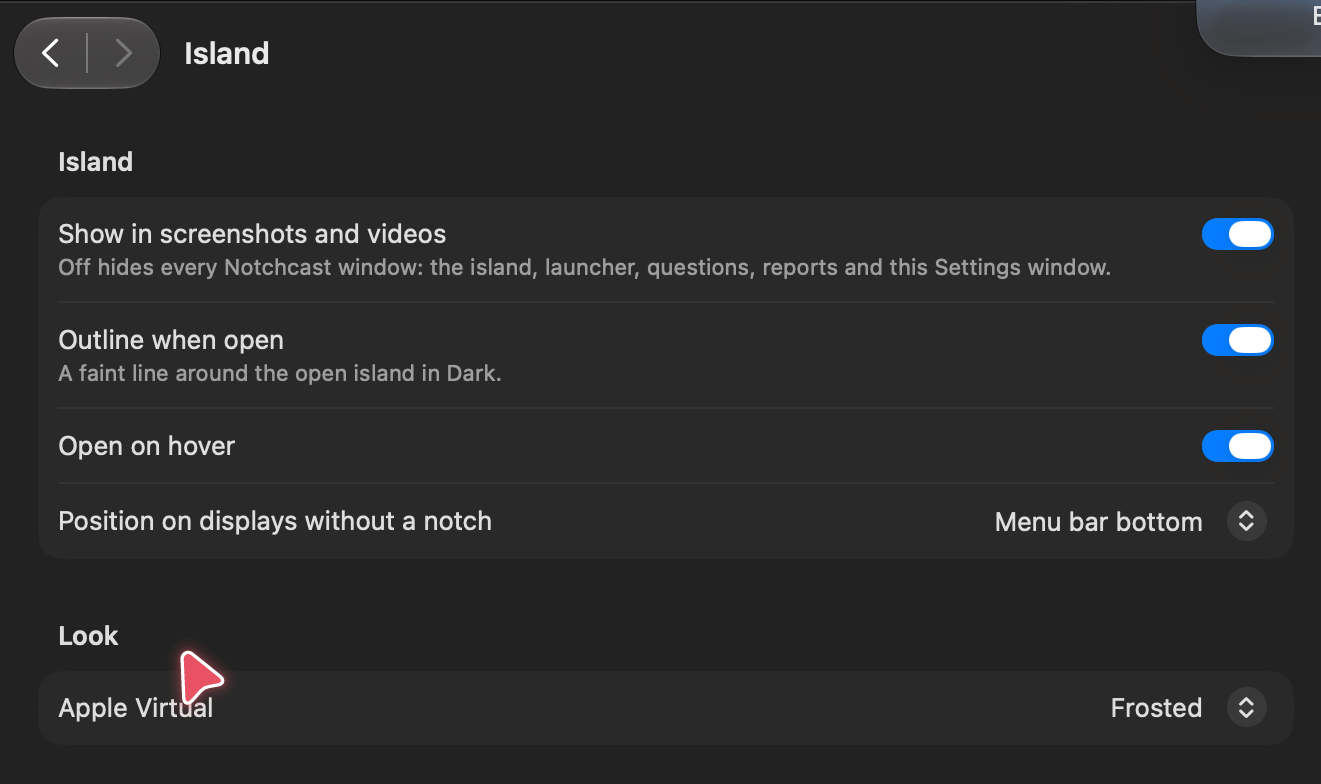 Island
Island
Show in screenshots and videos
Off hides every Notchcast window: the island, launcher, questions, reports and this Settings window.
Outline when open
A faint line around the open island in Dark.
Open on hover
Position on displays without a notch
Menu bar bottom
Look
Apple Virtual
Frosted